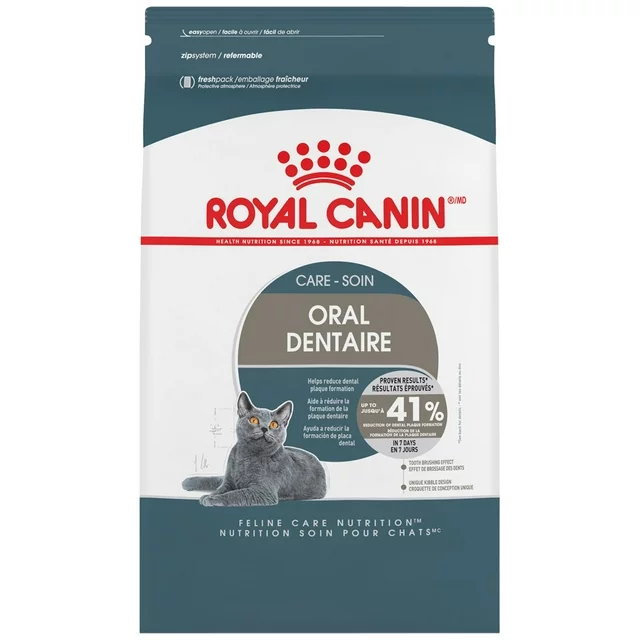 easyopen / facile à ouvrir / fácil de abrir
zipsystem / refermable
freshpack / emballage fraîcheur
Protective atmosphere / Atmosphère protectrice
ROYAL CANIN®/MD
HEALTH NUTRITION SINCE 1968 - NUTRITION SANTÉ DEPUIS 1968
CARE - SOIN
ORAL
DENTAIRE
Helps reduce dental
plaque formation
Aide à réduire la
formation de la
plaque dentaire
Ayuda a reducir la
formación de placa
dental
PROVEN RESULTS*
RÉSULTATS ÉPROUVÉS*
UP TO
JUSQU'À
41%
REDUCTION OF DENTAL PLAQUE FORMATION
RÉDUCTION DE LA
FORMATION DE LA PLAQUE DENTAIRE
IN 7 DAYS
EN 7 JOURS
TOOTH BRUSHING EFFECT
EFFET DE BROSSAGE DES DENTS
UNIQUE KIBBLE DESIGN
CROQUETTE DE CONCEPTION UNIQUE
FELINE CARE NUTRITION™
NUTRITION SOIN POUR CHATSMC